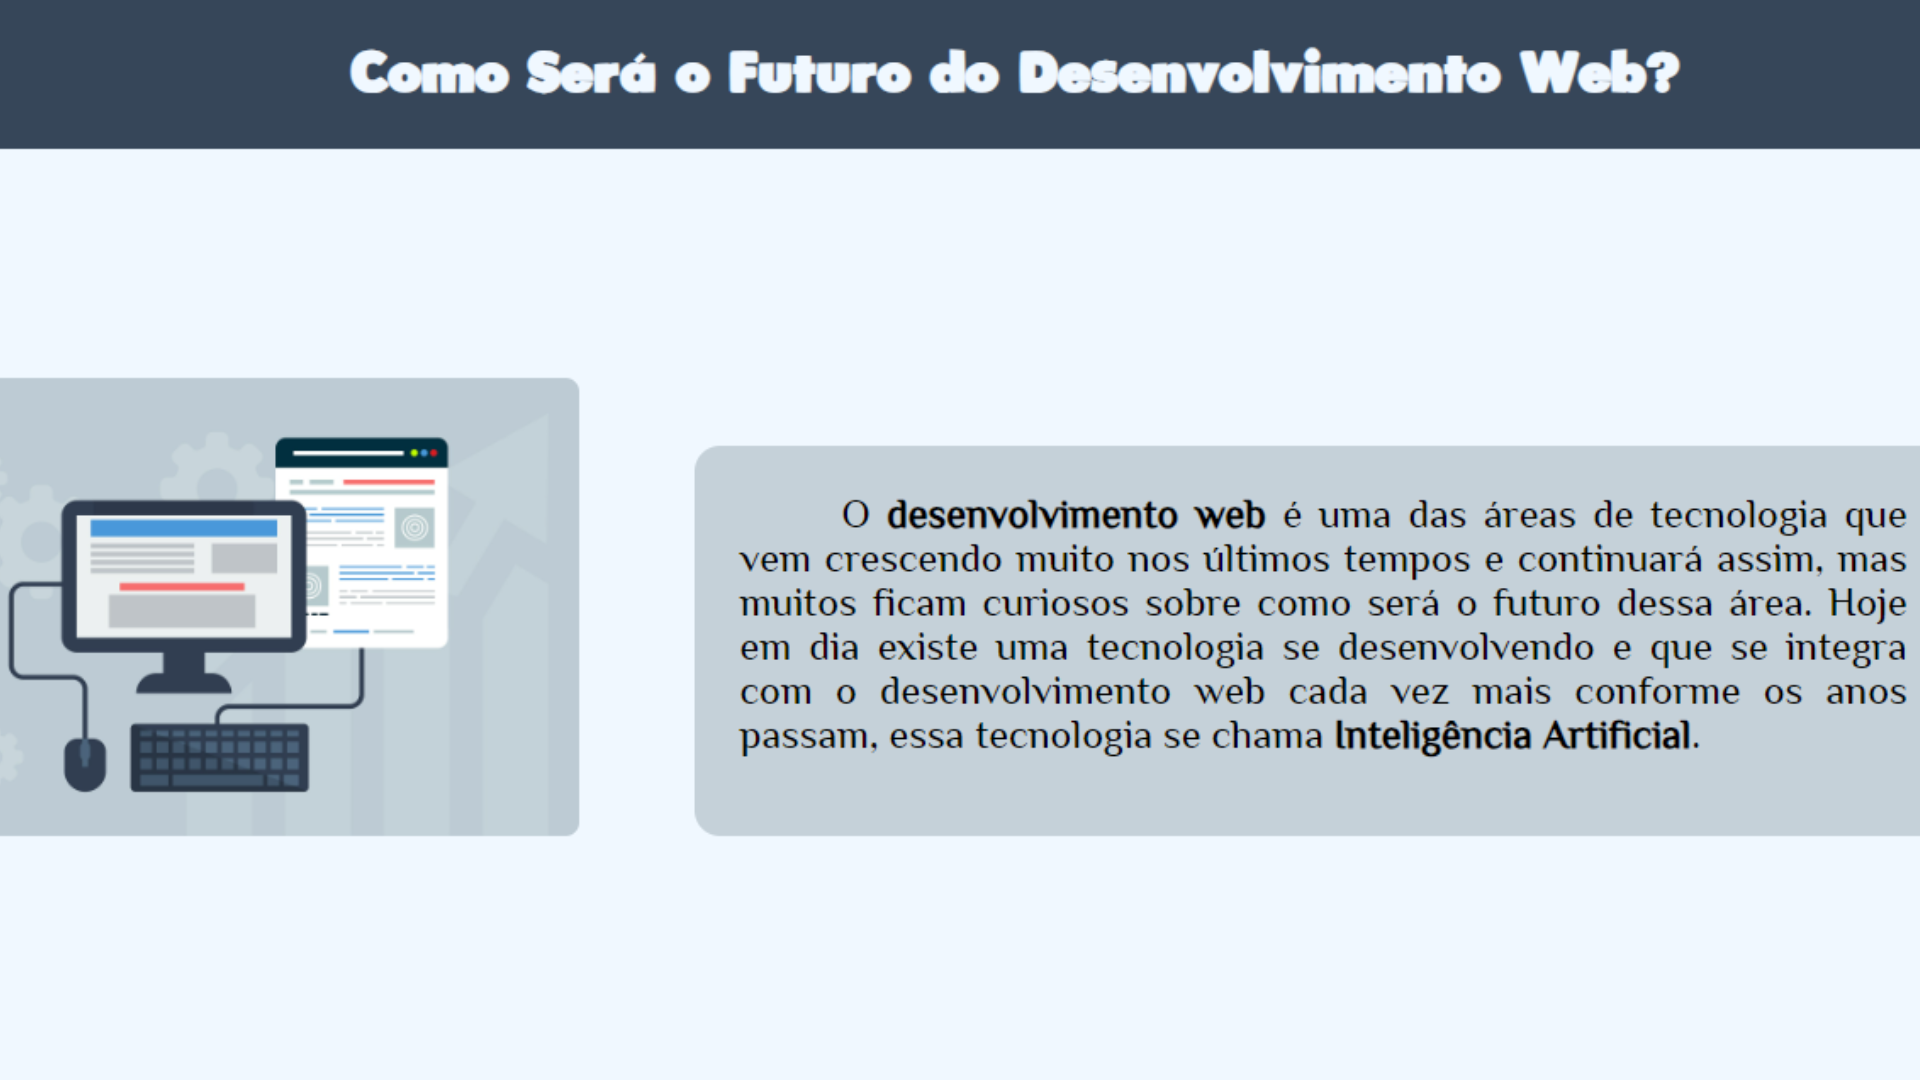 Como Será o Futuro do Desenvolvimento Web?
O desenvolvimento web é uma das áreas de tecnologia que
vem crescendo muito nos últimos tempos e continuará assim, mas
muitos ficam curiosos sobre como será o futuro dessa área. Hoje
em dia existe uma tecnologia se desenvolvendo e que se integra
com o desenvolvimento web cada vez mais conforme os anos
passam, essa tecnologia se chama Inteligência Artificial.